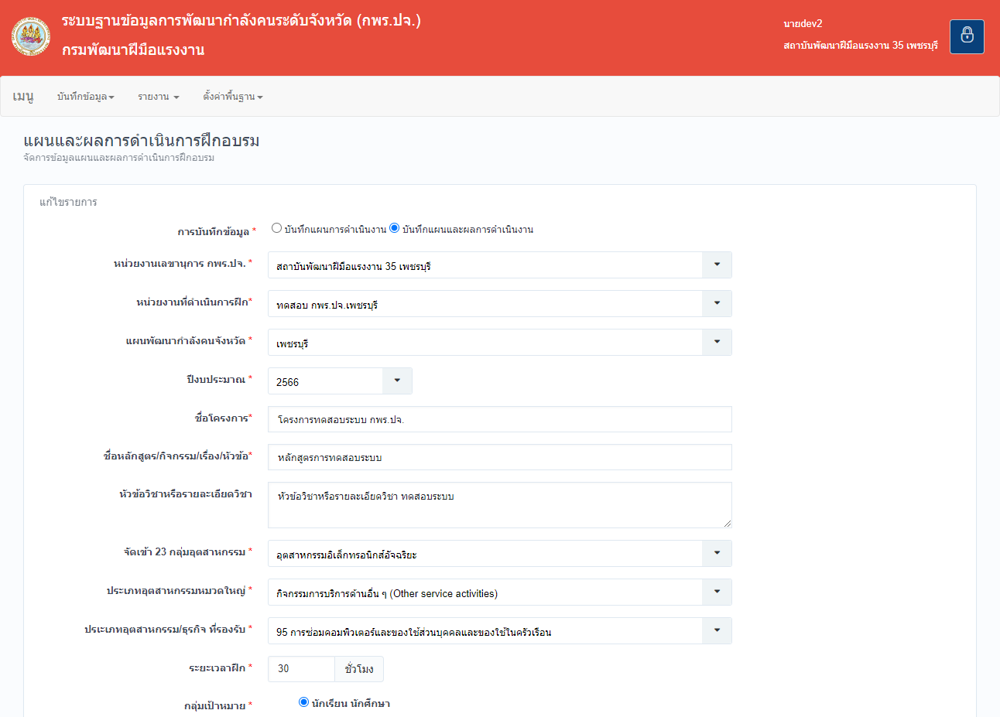 ระบบฐานข้อมูลการพัฒนากำลังคนระดับจังหวัด (กพร.ปจ.)
กรมพัฒนาฝีมือแรงงาน
นายdev2
สถาบันพัฒนาฝีมือแรงงาน 35 เพชรบุรี
เมนู บันทึกข้อมูล รายงาน ตั้งค่าพื้นฐาน
แผนและผลการดำเนินการฝึกอบรม
จัดการข้อมูลแผนและผลการดำเนินการฝึกอบรม
แก้ไขรายการ
การบันทึกข้อมูล * บันทึกแผนการดำเนินงาน บันทึกแผนและผลการดำเนินงาน
หน่วยงานเลขานุการ กพร.ปจ. * สถาบันพัฒนาฝีมือแรงงาน 35 เพชรบุรี
หน่วยงานที่ดำเนินการฝึก* ทดสอบ กพร.ปจ.เพชรบุรี
แผนพัฒนากำลังคนจังหวัด * เพชรบุรี
ปีงบประมาณ * 2566
ชื่อโครงการ* โครงการทดสอบระบบ กพร.ปจ.
ชื่อหลักสูตร/กิจกรรม/เรื่อง/หัวข้อ* หลักสูตรการทดสอบระบบ
หัวข้อวิชาหรือรายละเอียดวิชา หัวข้อวิชาหรือรายละเอียดวิชา ทดสอบระบบ
จัดเข้า 23 กลุ่มอุตสาหกรรม * อุตสาหกรรมอิเล็กทรอนิกส์อัจฉริยะ
ประเภทอุตสาหกรรมหมวดใหญ่ * กิจกรรมการบริการด้านอื่น ๆ (Other service activities)
ประเภทอุตสาหกรรม/ธุรกิจ ที่รองรับ * 95 การซ่อมคอมพิวเตอร์และของใช้ส่วนบุคคลและของใช้ในครัวเรือน
ระยะเวลาฝึก * 30 ชั่วโมง
กลุ่มเป้าหมาย * นักเรียน นักศึกษา